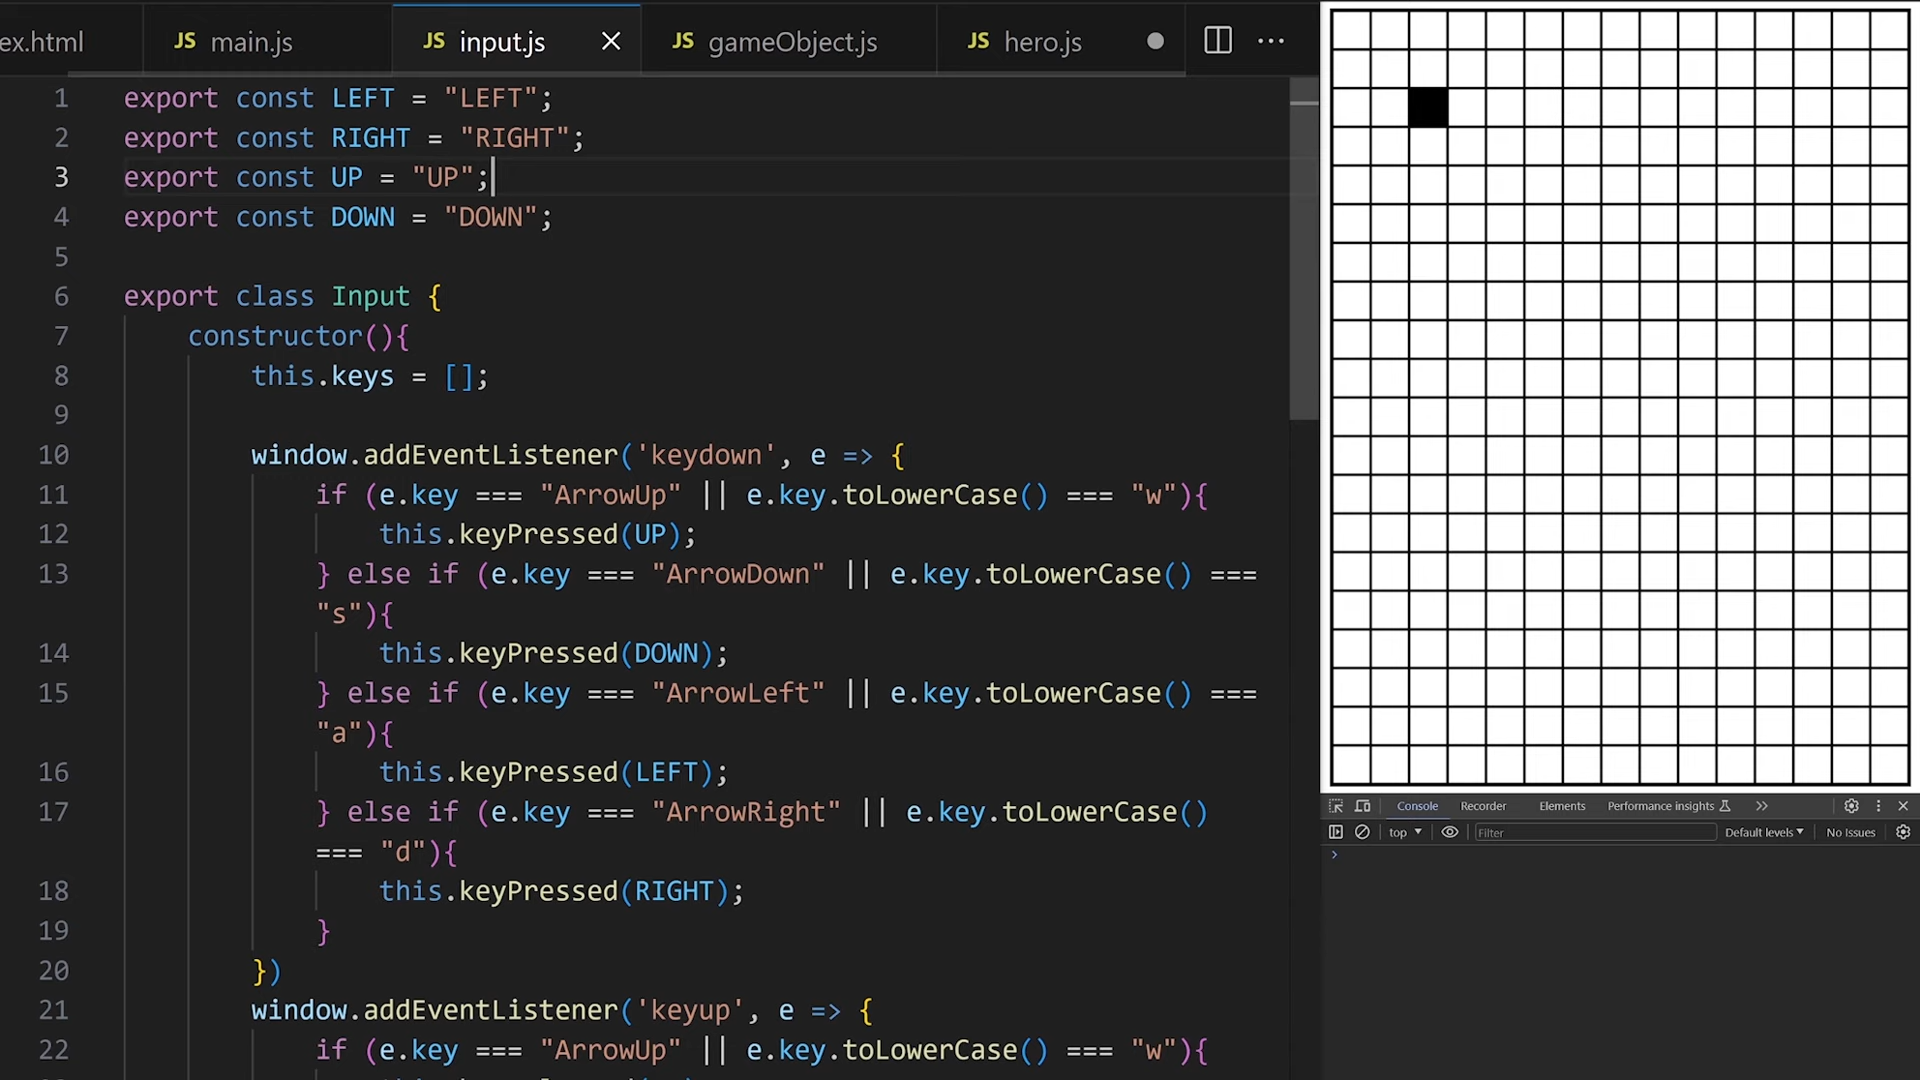 ex.html
JS main.js
JS input.js
JS gameObject.js
JS hero.js
1 export const LEFT = "LEFT";
2 export const RIGHT = "RIGHT";
3 export const UP = "UP";
4 export const DOWN = "DOWN";
5
6 export class Input {
7 constructor(){
8 this.keys = [];
9
10 window.addEventListener('keydown', e => {
11 if (e.key === "ArrowUp" || e.key.toLowerCase() === "w"){
12 this.keyPressed(UP);
13 } else if (e.key === "ArrowDown" || e.key.toLowerCase() ===
"s"){
14 this.keyPressed(DOWN);
15 } else if (e.key === "ArrowLeft" || e.key.toLowerCase() ===
"a"){
16 this.keyPressed(LEFT);
17 } else if (e.key === "ArrowRight" || e.key.toLowerCase()
=== "d"){
18 this.keyPressed(RIGHT);
19 }
20 })
21 window.addEventListener('keyup', e => {
22 if (e.key === "ArrowUp" || e.key.toLowerCase() === "w"){
Console Recorder Elements Performance insights
top Filter Default levels No Issues